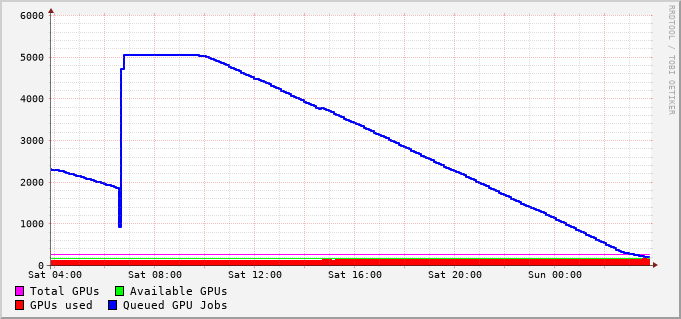 6000
5000
4000
3000
2000
1000
0
Sat 04:00 Sat 08:00 Sat 12:00 Sat 16:00 Sat 20:00 Sun 00:00
Total GPUs Available GPUs
GPUs used Queued GPU Jobs
RRDTOOL / TOBI OETIKER